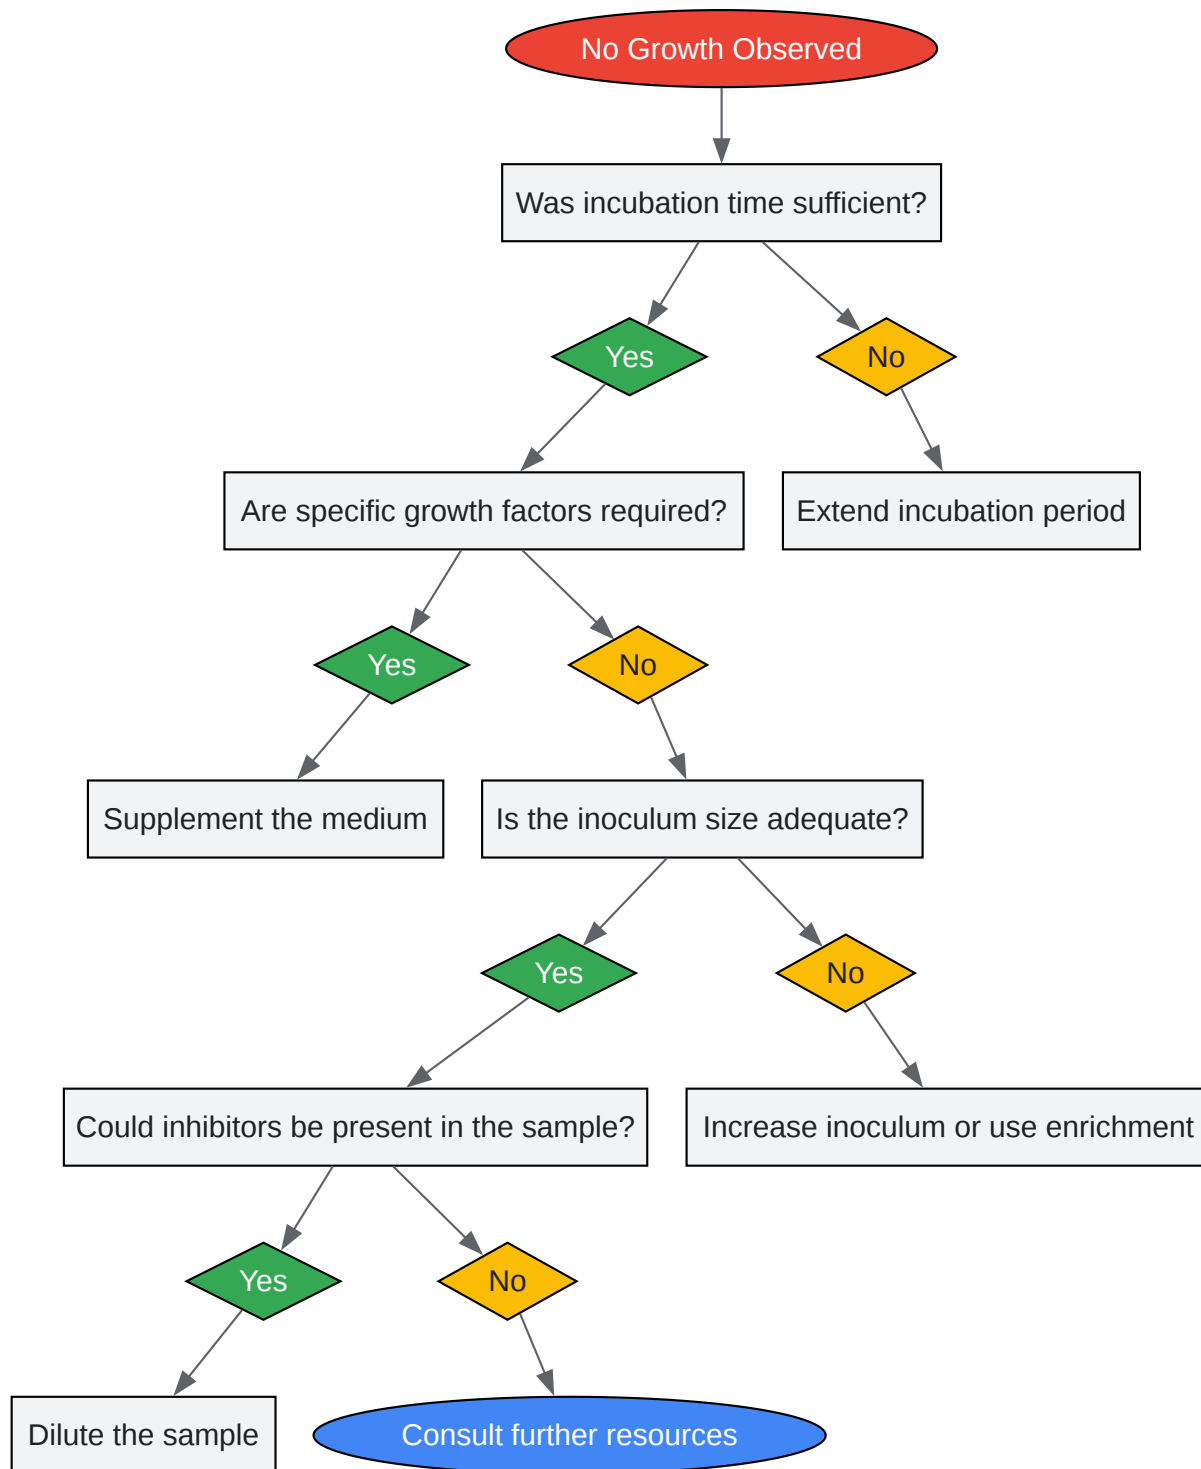 No Growth Observed
Was incubation time sufficient?
Yes
No
Are specific growth factors required?
Extend incubation period
Yes
No
Supplement the medium
Is the inoculum size adequate?
Yes
No
Could inhibitors be present in the sample?
Increase inoculum or use enrichment
Yes
No
Dilute the sample
Consult further resources